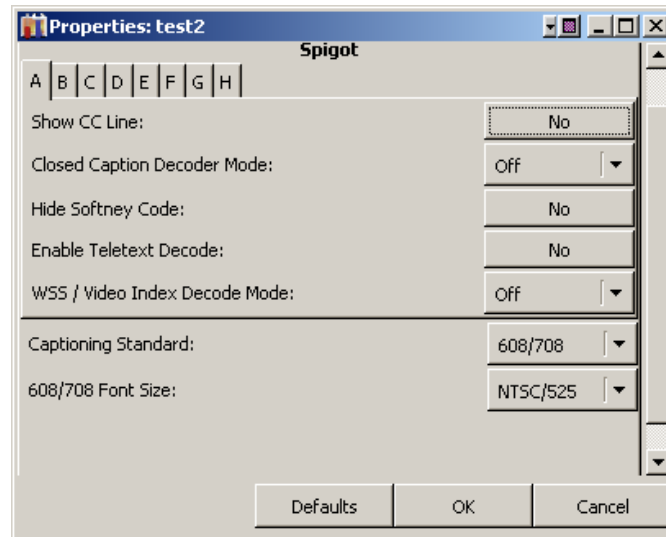 Properties: test2
Spigot
A B C D E F G H
Show CC Line: No
Closed Caption Decoder Mode: Off
Hide Softney Code: No
Enable Teletext Decode: No
WSS / Video Index Decode Mode: Off
Captioning Standard: 608/708
608/708 Font Size: NTSC/525
Defaults OK Cancel